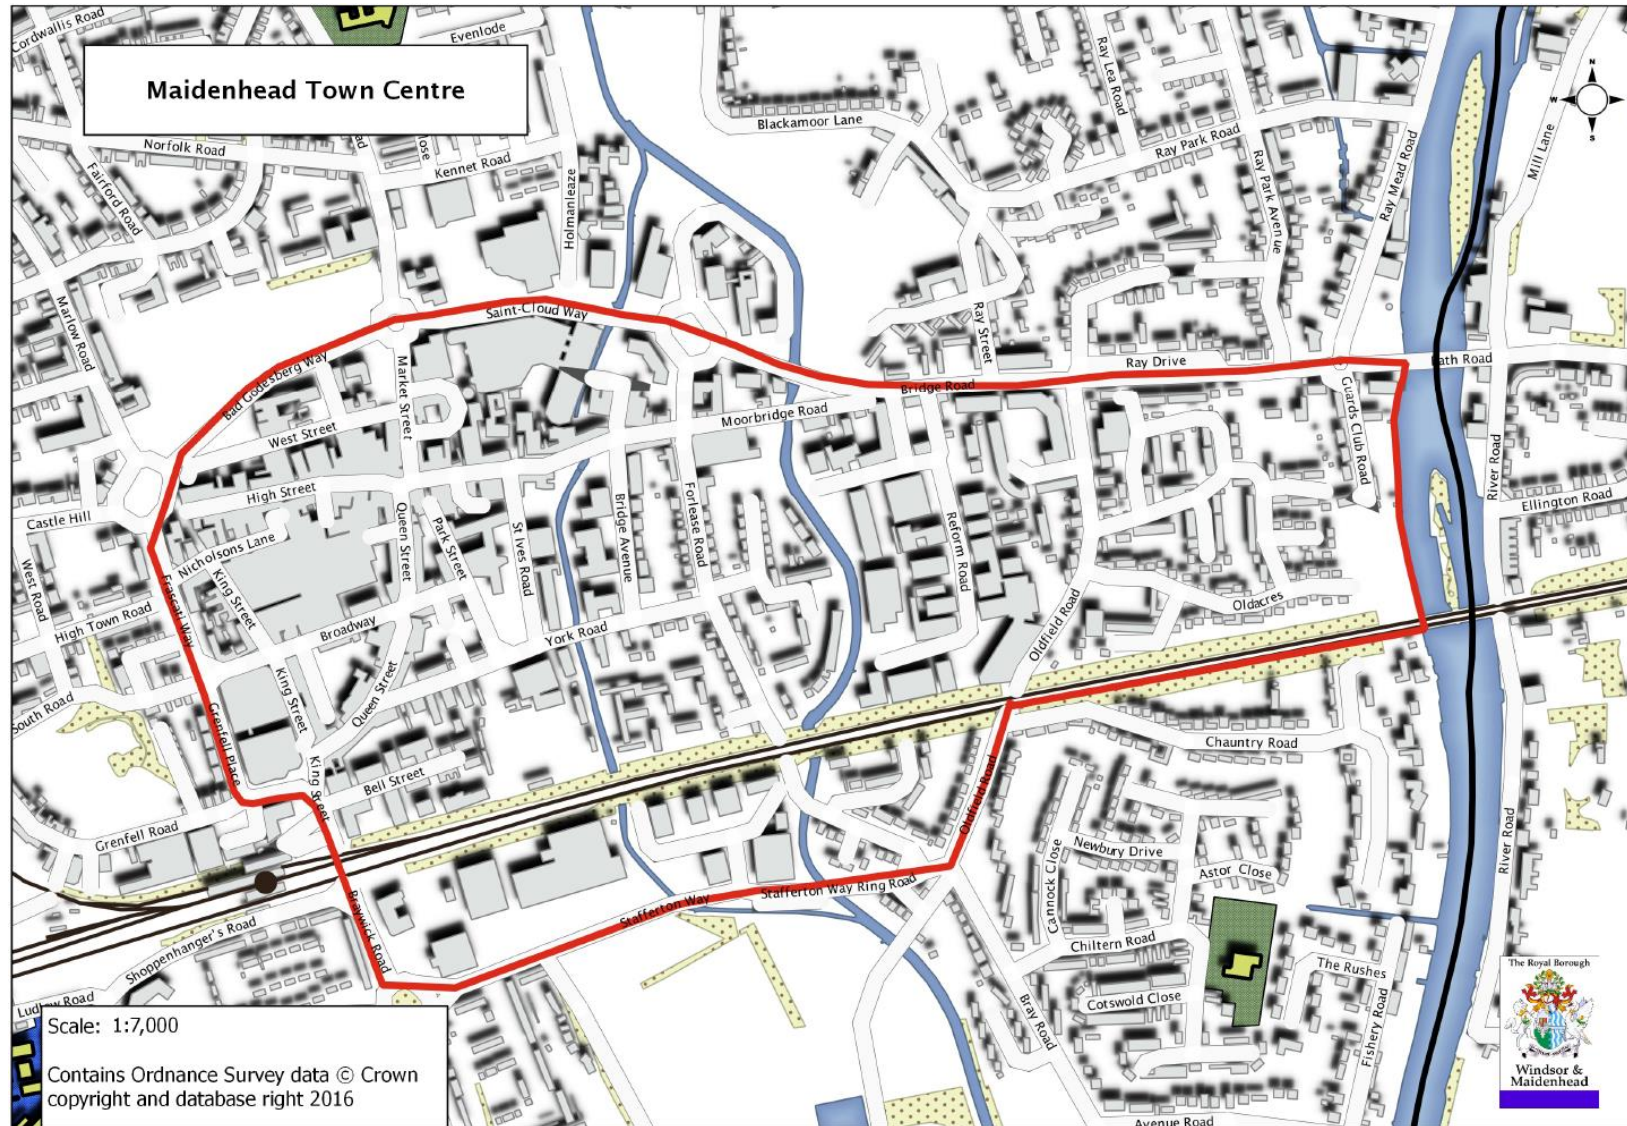 Cordwallis Road
Evenlode
Maidenhead Town Centre
Norfolk Road
Road
Close
Kennet Road
Fairford Road
Holmanleaze
Blackamoor Lane
Ray Lea Road
Ray Park Road
Ray Park Avenue
Ray Mead Road
Mill Lane
N
W
S
Marlow Road
Saint-Cloud Way
Bad Godesberg Way
Market Street
West Street
Moorbridge Road
Bridge Road
Ray Street
Ray Drive
Bath Road
Guards Club Road
High Street
Castle Hill
Nicholsons Lane
Queen Street
Park Street
St Ives Road
Bridge Avenue
Forlease Road
Reform Road
River Road
Ellington Road
West Road
High Town Road
Frascati Way
King Street
Broadway
York Road
Oldfield Road
Oldacres
South Road
Grenfell Place
King Street
Queen Street
King Street
Bell Street
Grenfell Road
Chauntry Road
Oldfield Road
Newbury Drive
Astor Close
Cannock Close
River Road
Stafferton Way Ring Road
Stafferton Way
Braywick Road
Shoppenhanger's Road
Chiltern Road
The Rushes
Cotswold Close
Ludlow Road
Bray Road
Fishery Road
Avenue Road
Scale: 1:7,000
Contains Ordnance Survey data © Crown
copyright and database right 2016
The Royal Borough
Windsor &
Maidenhead